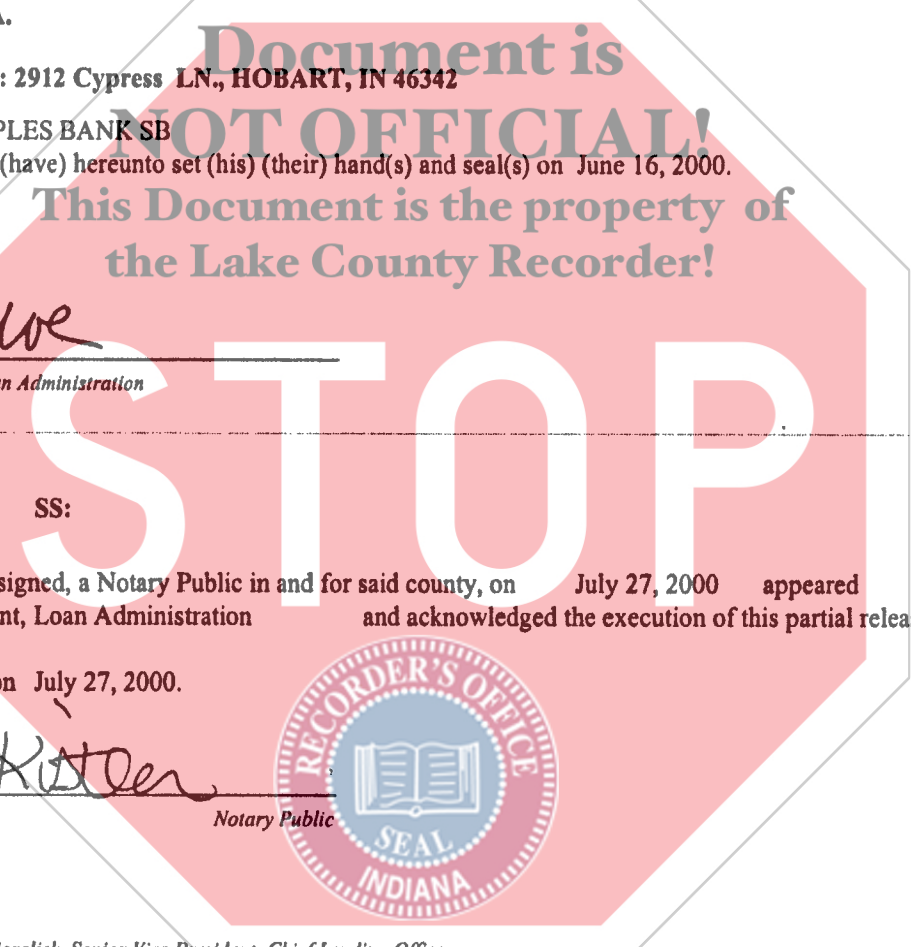 A.
Document is
: 2912 Cypress LN., HOBART, IN 46342
NOT OFFICIAL!
PLES BANK SB
(have) hereunto set (his) (their) hand(s) and seal(s) on June 16, 2000.
This Document is the property of
the Lake County Recorder!
n Administration
STOP
SS:
signed, a Notary Public in and for said county, on July 27, 2000 appeared
nt, Loan Administration and acknowledged the execution of this partial relea
on July 27, 2000.
RECORDER'S OFFICE
Notary Public
SEAL
INDIANA